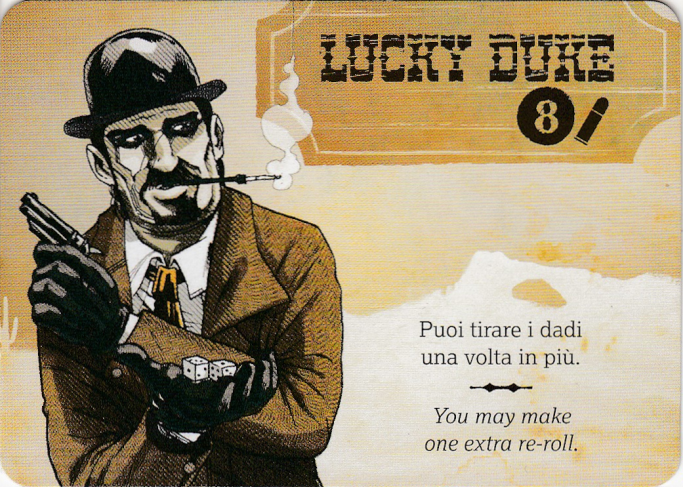 LUCKY DUKE
8
Puoi tirare i dadi
una volta in più.
You may make
one extra re-roll.